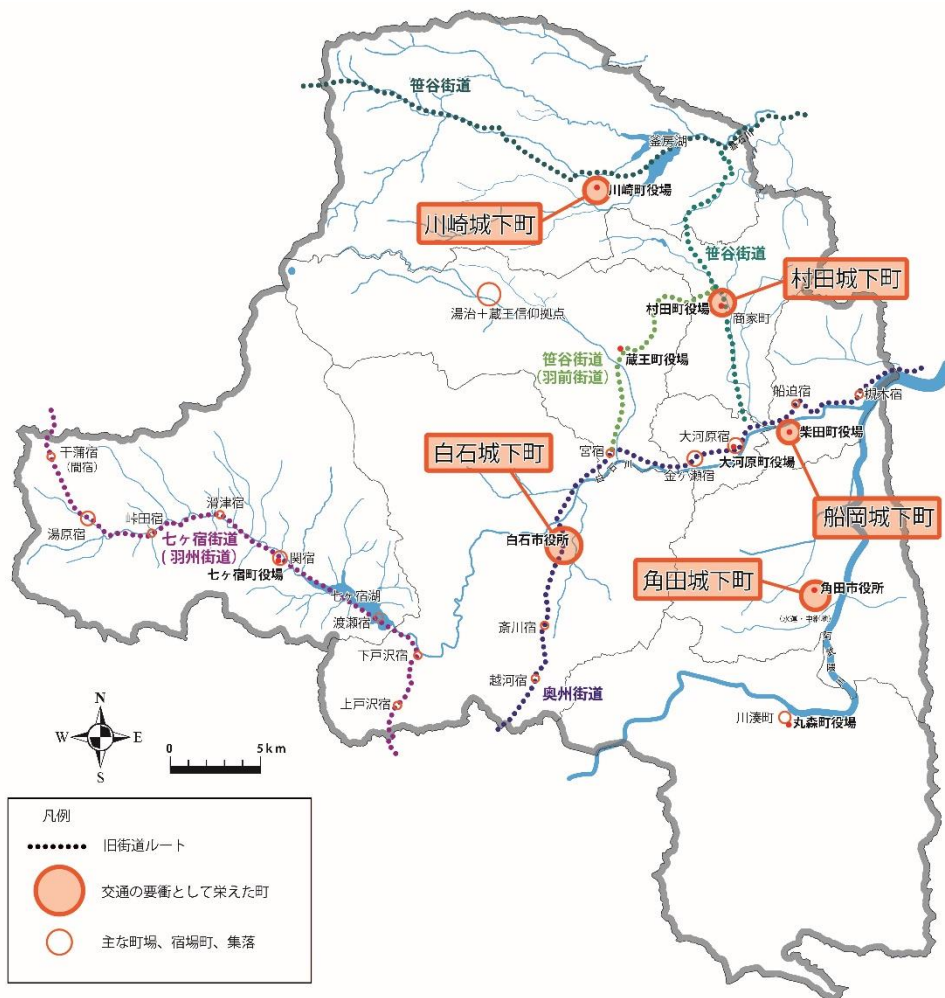 笹谷街道
釜房湖
川崎町役場
川崎城下町
笹谷街道
村田城下町
村田町役場
商家町
湯治＋蔵王信仰拠点
笹谷街道
（羽前街道）
蔵王町役場
船迫宿
槻木宿
柴田町役場
大河原宿
大河原町役場
金ヶ瀬宿
宮宿
白石川
白石城下町
船岡城下町
干蒲宿
（間宿）
滑津宿
湯原宿
峠田宿
七ヶ宿街道
（羽州街道）
関宿
七ヶ宿町役場
白石市役所
角田城下町
角田市役所
七ヶ宿湖
渡瀬宿
斎川宿
下戸沢宿
越河宿
奥州街道
上戸沢宿
川湊町
丸森町役場
N
W
E
S
0
5km
凡例
旧街道ルート
交通の要衝として栄えた町
主な町場、宿場町、集落